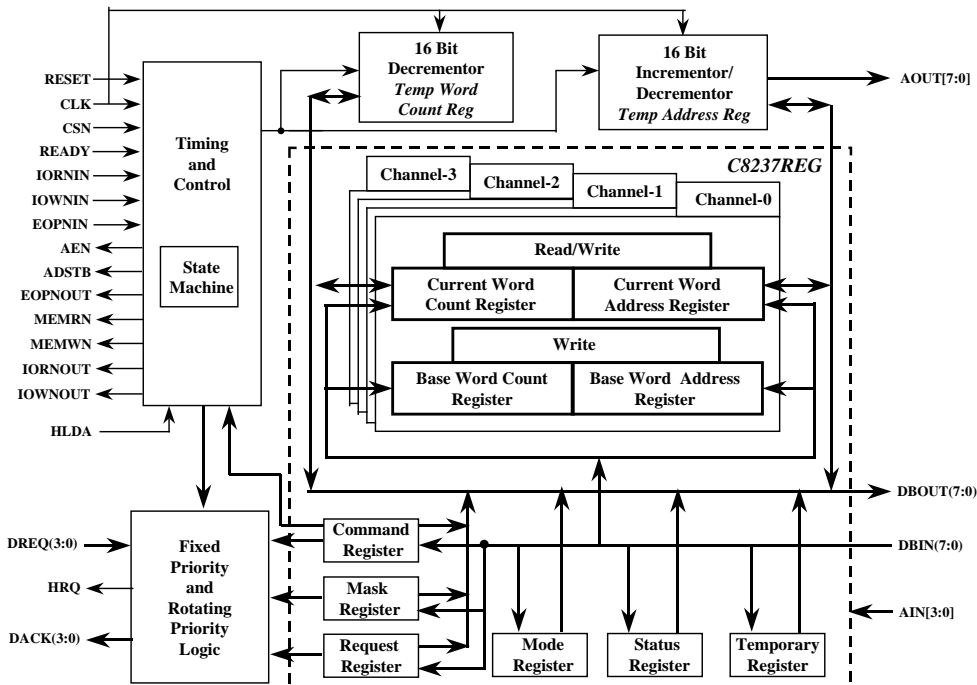 16 Bit
Decrementor
Temp Word
Count Reg
16 Bit
Incrementor/
Decrementor
Temp Address Reg
AOUT[7:0]
RESET
CLK
CSN
READY
IORNIN
IOWNIN
EOPNIN
AEN
ADSTB
EOPNOUT
MEMRN
MEMWN
IORNOUT
IOWNOUT
HLDA
Timing
and
Control
State
Machine
C8237REG
Channel-3
Channel-2
Channel-1
Channel-0
Read/Write
Current Word
Count Register
Current Word
Address Register
Write
Base Word Count
Register
Base Word Address
Register
DBOUT(7:0)
DREQ(3:0)
HRQ
DACK(3:0)
Fixed
Priority
and
Rotating
Priority
Logic
Command
Register
Mask
Register
Request
Register
DBIN(7:0)
AIN[3:0]
Mode
Register
Status
Register
Temporary
Register